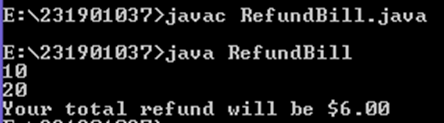 E:\231901037>javac RefundBill.java
E:\231901037>java RefundBill
10
20
Your total refund will be $6.00